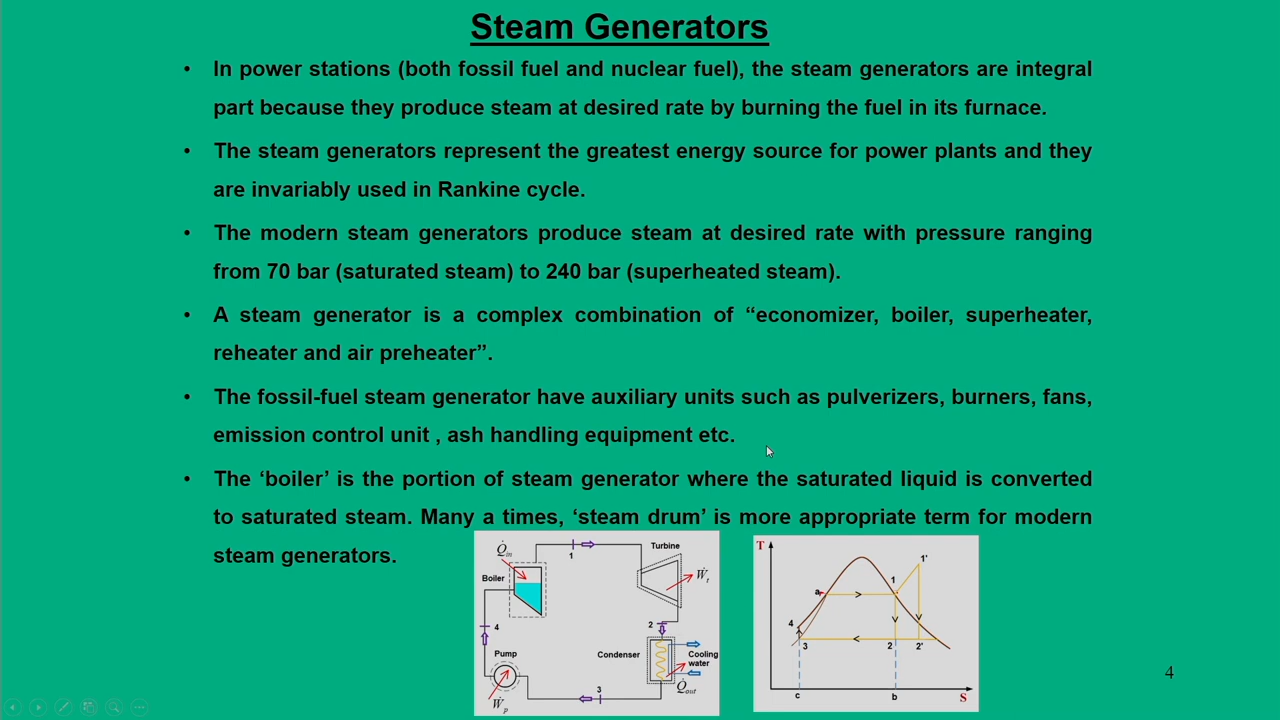 Steam Generators
• In power stations (both fossil fuel and nuclear fuel), the steam generators are integral
part because they produce steam at desired rate by burning the fuel in its furnace.
• The steam generators represent the greatest energy source for power plants and they
are invariably used in Rankine cycle.
• The modern steam generators produce steam at desired rate with pressure ranging
from 70 bar (saturated steam) to 240 bar (superheated steam).
• A steam generator is a complex combination of “economizer, boiler, superheater,
reheater and air preheater”.
• The fossil-fuel steam generator have auxiliary units such as pulverizers, burners, fans,
emission control unit , ash handling equipment etc.
• The ‘boiler’ is the portion of steam generator where the saturated liquid is converted
to saturated steam. Many a times, ‘steam drum’ is more appropriate term for modern
steam generators.
Q̇in
1
Turbine
Boiler
Ẇt
4
2
Pump
Condenser
Cooling
water
Q̇out
3
Ẇp
T
1'
1
a
4
3
2
2'
c
b
S
4